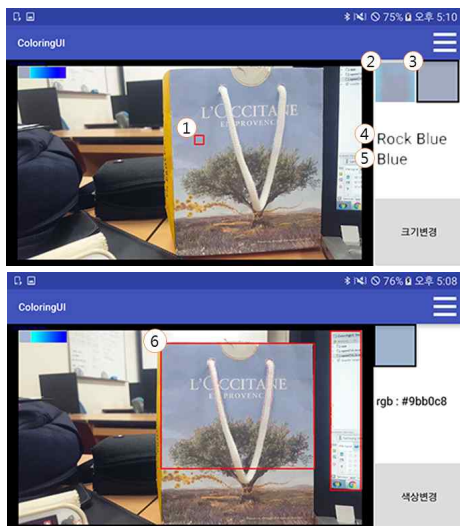 75% 오후 5:10
ColoringUI
2
3
1
L'OCCITANE
EN PROVENCE
4
Rock Blue
5
Blue
크기변경
76% 오후 5:08
ColoringUI
6
L'OCCITANE
EN PROVENCE
rgb : #9bb0c8
색상변경